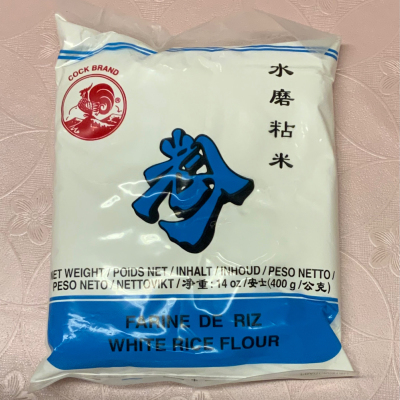 COCK BRAND
水磨粘米
粉
NET WEIGHT / POIDS NET / INHALT / INHOUD / PESO NETTO /
PESO NETO / NETTOVIKT / 淨重: 14 oz / 安士 (400 g / 公克)
FARINE DE RIZ
WHITE RICE FLOUR